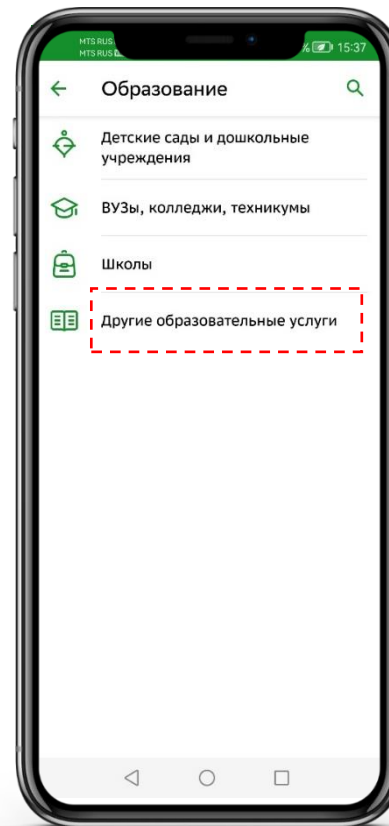 MTS RUS
MTS RUS
% 15:37
Образование
Детские сады и дошкольные
учреждения
ВУЗы, колледжи, техникумы
Школы
Другие образовательные услуги